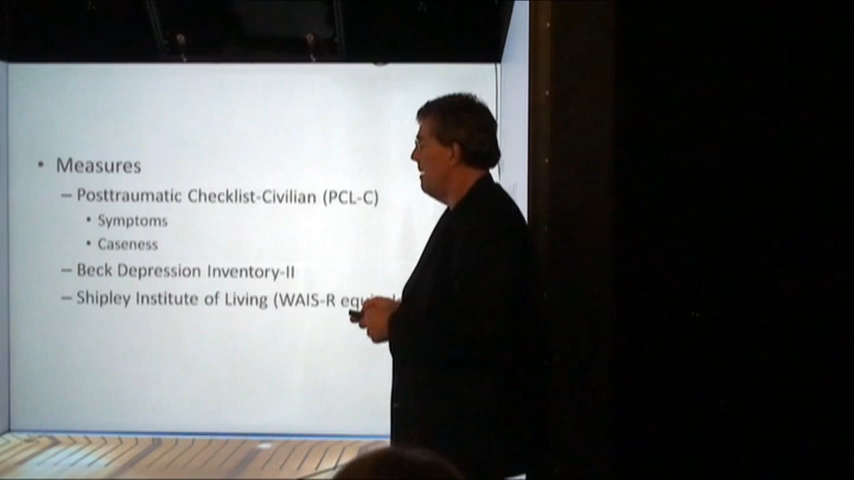 • Measures
– Posttraumatic Checklist-Civilian (PCL-C)
• Symptoms
• Caseness
– Beck Depression Inventory-II
– Shipley Institute of Living (WAIS-R